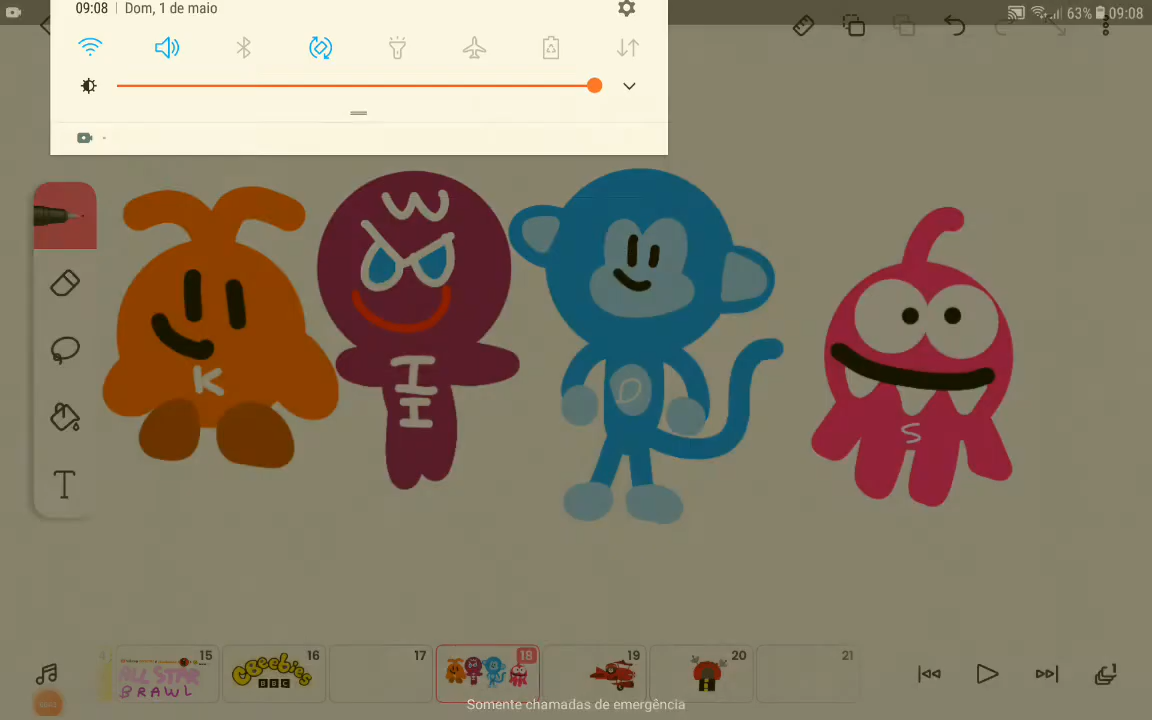 09:08 | Dom, 1 de maio
63% 09:08
W
K
I
I
D
S
T
15 16 17 18 19 20 21
ALL STAR
BRAWL
CBeebies
BBC
Somente chamadas de emergência